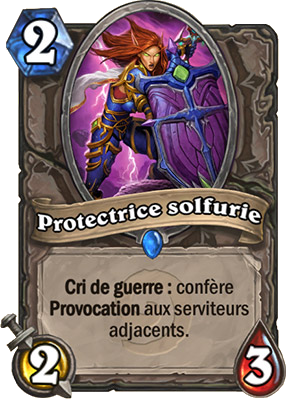 2
Protectrice solfurie
Cri de guerre : confère
Provocation aux serviteurs
adjacents.
2
3